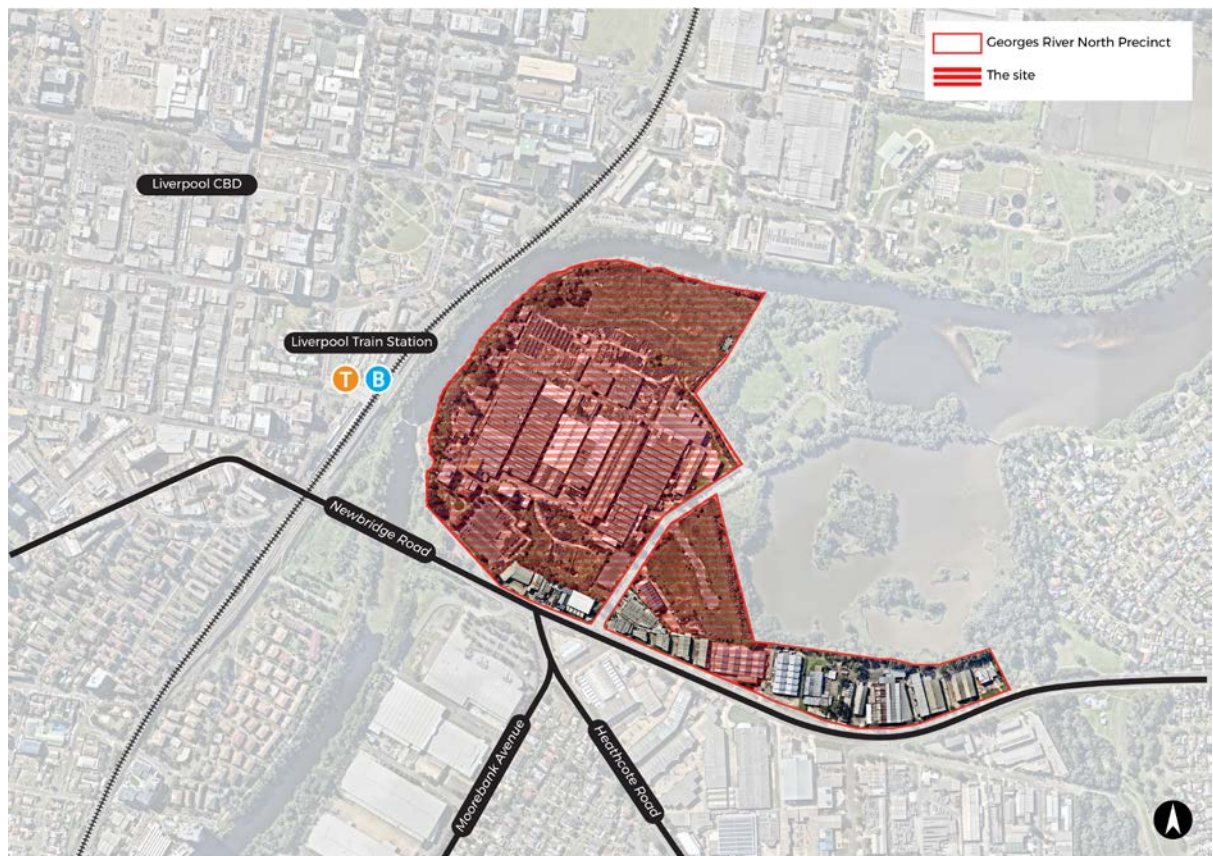 Georges River North Precinct
The site
Liverpool CBD
Liverpool Train Station
T B
Newbridge Road
Moorebank Avenue
Heathcote Road